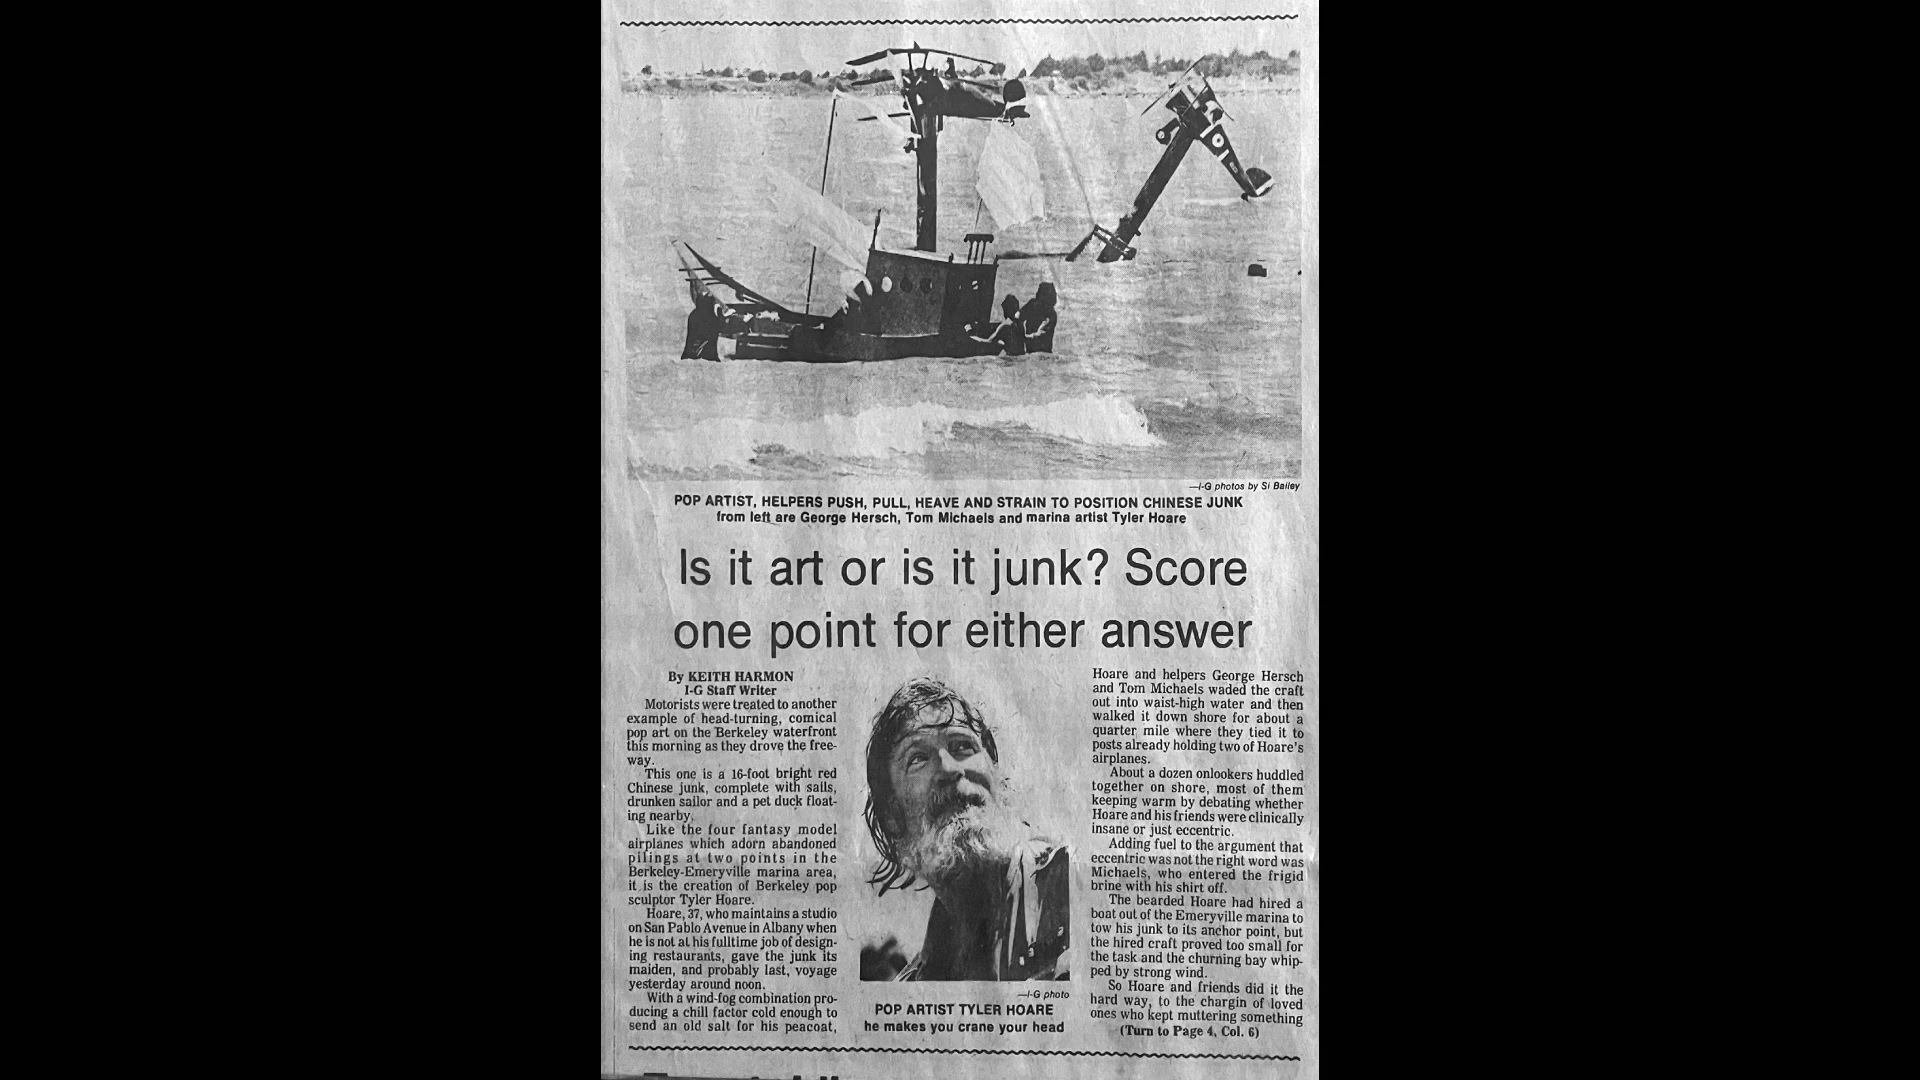 —I-G photos by Si Bailey
POP ARTIST, HELPERS PUSH, PULL, HEAVE AND STRAIN TO POSITION CHINESE JUNK
from left are George Hersch, Tom Michaels and marina artist Tyler Hoare
Is it art or is it junk? Score
one point for either answer
By KEITH HARMON
I-G Staff Writer
Motorists were treated to another
example of head-turning, comical
pop art on the Berkeley waterfront
this morning as they drove the free-
way.
This one is a 16-foot bright red
Chinese junk, complete with sails,
drunken sailor and a pet duck float-
ing nearby.
Like the four fantasy model
airplanes which adorn abandoned
pilings at two points in the
Berkeley-Emeryville marina area,
it is the creation of Berkeley pop
sculptor Tyler Hoare.
Hoare, 37, who maintains a studio
on San Pablo Avenue in Albany when
he is not at his fulltime job of design-
ing restaurants, gave the junk its
maiden, and probably last, voyage
yesterday around noon.
With a wind-fog combination pro-
ducing a chill factor cold enough to
send an old salt for his peacoat,
—I-G photo
POP ARTIST TYLER HOARE
he makes you crane your head
Hoare and helpers George Hersch
and Tom Michaels waded the craft
out into waist-high water and then
walked it down shore for about a
quarter mile where they tied it to
posts already holding two of Hoare's
airplanes.
About a dozen onlookers huddled
together on shore, most of them
keeping warm by debating whether
Hoare and his friends were clinically
insane or just eccentric.
Adding fuel to the argument that
eccentric was not the right word was
Michaels, who entered the frigid
brine with his shirt off.
The bearded Hoare had hired a
boat out of the Emeryville marina to
tow his junk to its anchor point, but
the hired craft proved too small for
the task and the churning bay whip-
ped by strong wind.
So Hoare and friends did it the
hard way, to the chargin of loved
ones who kept muttering something
(Turn to Page 4, Col. 6)